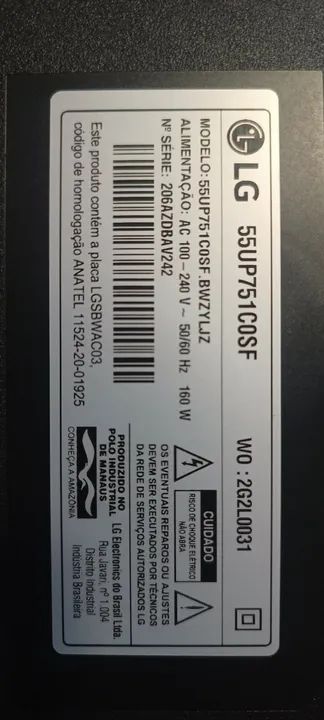 LG 55UP751C0SF WO : 2G2L0031
MODELO: 55UP751C0SF.BWZYLJZ
ALIMENTAÇÃO: AC 100 - 240 V ~ 50/60 Hz 160 W
Nº SÉRIE: 206AZDBAV242
Este produto contém a placa LGSBWAC03,
código de homologação ANATEL 11524-20-01925
CUIDADO
RISCO DE CHOQUE ELÉTRICO
NÃO ABRA
OS EVENTUAIS REPAROS OU AJUSTES
DEVEM SER EXECUTADOS POR TÉCNICOS
DA REDE DE SERVIÇOS AUTORIZADOS LG
PRODUZIDO NO
POLO INDUSTRIAL
DE MANAUS
CONHEÇA A AMAZÔNIA
LG Electronics do Brasil Ltda.
Rua Javari, nº 1.004
Distrito Industrial
Indústria Brasileira